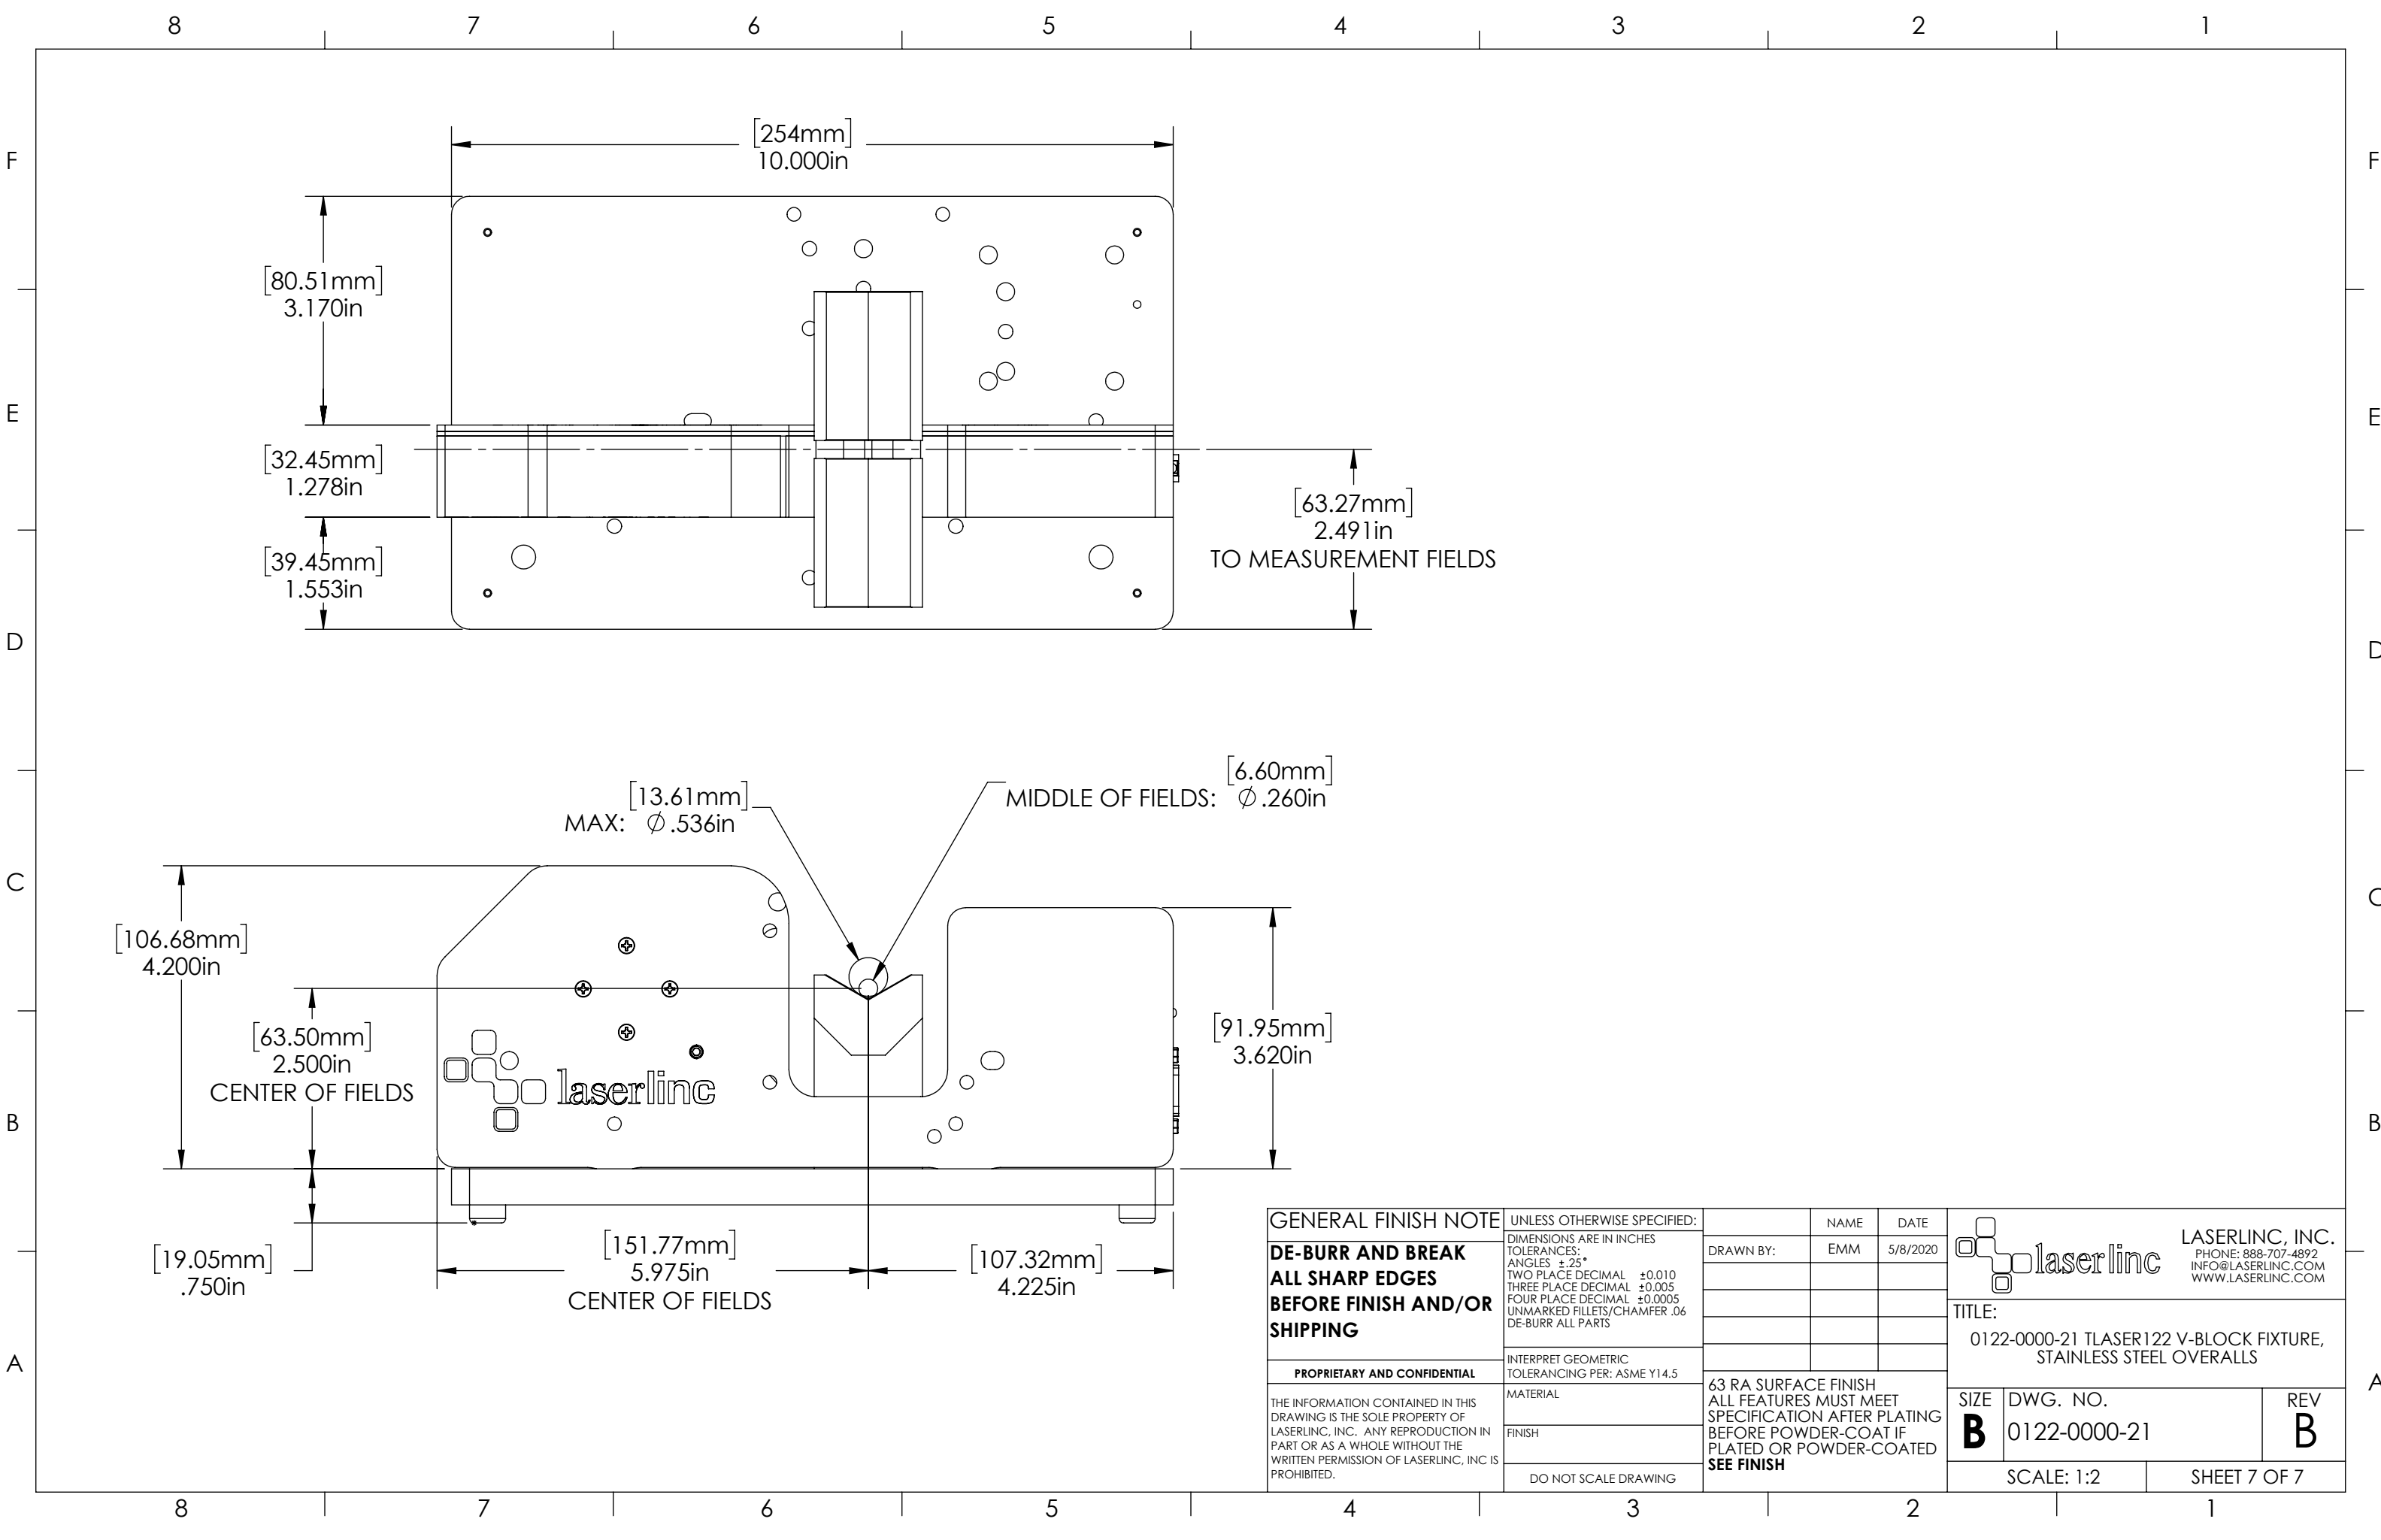 8 7 6 5 4 3 2 1
F F
[254mm]
10.000in
[80.51mm]
3.170in
E E
[32.45mm]
1.278in
[63.27mm]
2.491in
TO MEASUREMENT FIELDS
[39.45mm]
1.553in
D D
[6.60mm]
MIDDLE OF FIELDS: Ø .260in
[13.61mm]
MAX: Ø .536in
C C
[106.68mm]
4.200in
[63.50mm]
2.500in
CENTER OF FIELDS
[91.95mm]
3.620in
laserlinc
B B
[19.05mm]
.750in
[151.77mm]
5.975in
CENTER OF FIELDS
[107.32mm]
4.225in
A A
GENERAL FINISH NOTE
DE-BURR AND BREAK
ALL SHARP EDGES
BEFORE FINISH AND/OR
SHIPPING
PROPRIETARY AND CONFIDENTIAL
THE INFORMATION CONTAINED IN THIS
DRAWING IS THE SOLE PROPERTY OF
LASERLINC, INC. ANY REPRODUCTION IN
PART OR AS A WHOLE WITHOUT THE
WRITTEN PERMISSION OF LASERLINC, INC IS
PROHIBITED.
UNLESS OTHERWISE SPECIFIED:
DIMENSIONS ARE IN INCHES
TOLERANCES:
ANGLES ±.25°
TWO PLACE DECIMAL ±0.010
THREE PLACE DECIMAL ±0.005
FOUR PLACE DECIMAL ±0.0005
UNMARKED FILLETS/CHAMFER .06
DE-BURR ALL PARTS
INTERPRET GEOMETRIC
TOLERANCING PER: ASME Y14.5
MATERIAL
FINISH
DO NOT SCALE DRAWING
NAME DATE
DRAWN BY: EMM 5/8/2020
63 RA SURFACE FINISH
ALL FEATURES MUST MEET
SPECIFICATION AFTER PLATING
BEFORE POWDER-COAT IF
PLATED OR POWDER-COATED
SEE FINISH
laserlinc
LASERLINC, INC.
PHONE: 888-707-4892
INFO@LASERLINC.COM
WWW.LASERLINC.COM
TITLE:
0122-0000-21 TLASER122 V-BLOCK FIXTURE,
STAINLESS STEEL OVERALLS
SIZE DWG. NO. REV
B 0122-0000-21 B
SCALE: 1:2 SHEET 7 OF 7
8 7 6 5 4 3 2 1